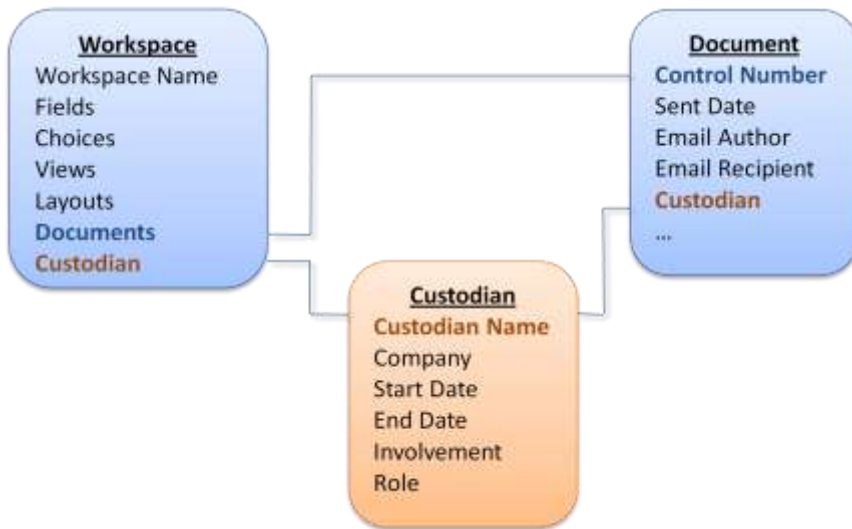 Workspace
Workspace Name
Fields
Choices
Views
Layouts
Documents
Custodian
Document
Control Number
Sent Date
Email Author
Email Recipient
Custodian
...
Custodian
Custodian Name
Company
Start Date
End Date
Involvement
Role